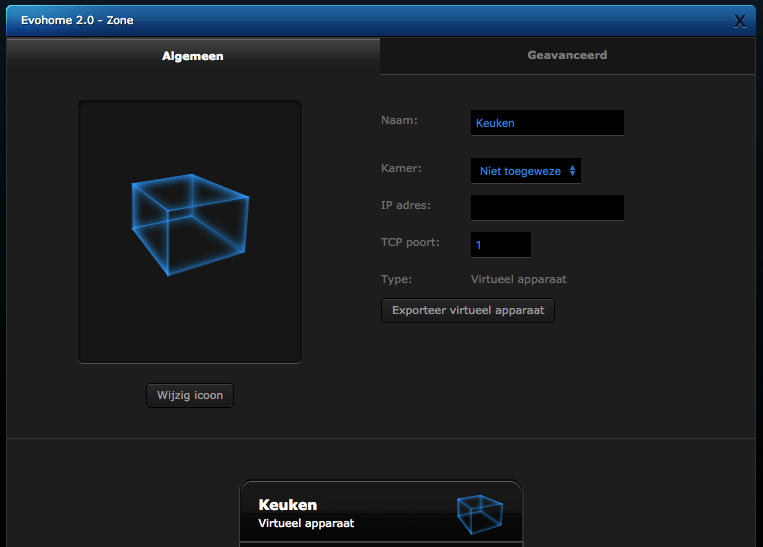 Evohome 2.0 - Zone
X
Algemeen
Geavanceerd
Naam:
Keuken
Kamer:
Niet toegeweze
IP adres:
TCP poort:
1
Type:
Virtueel apparaat
Exporteer virtueel apparaat
Wijzig icoon
Keuken
Virtueel apparaat